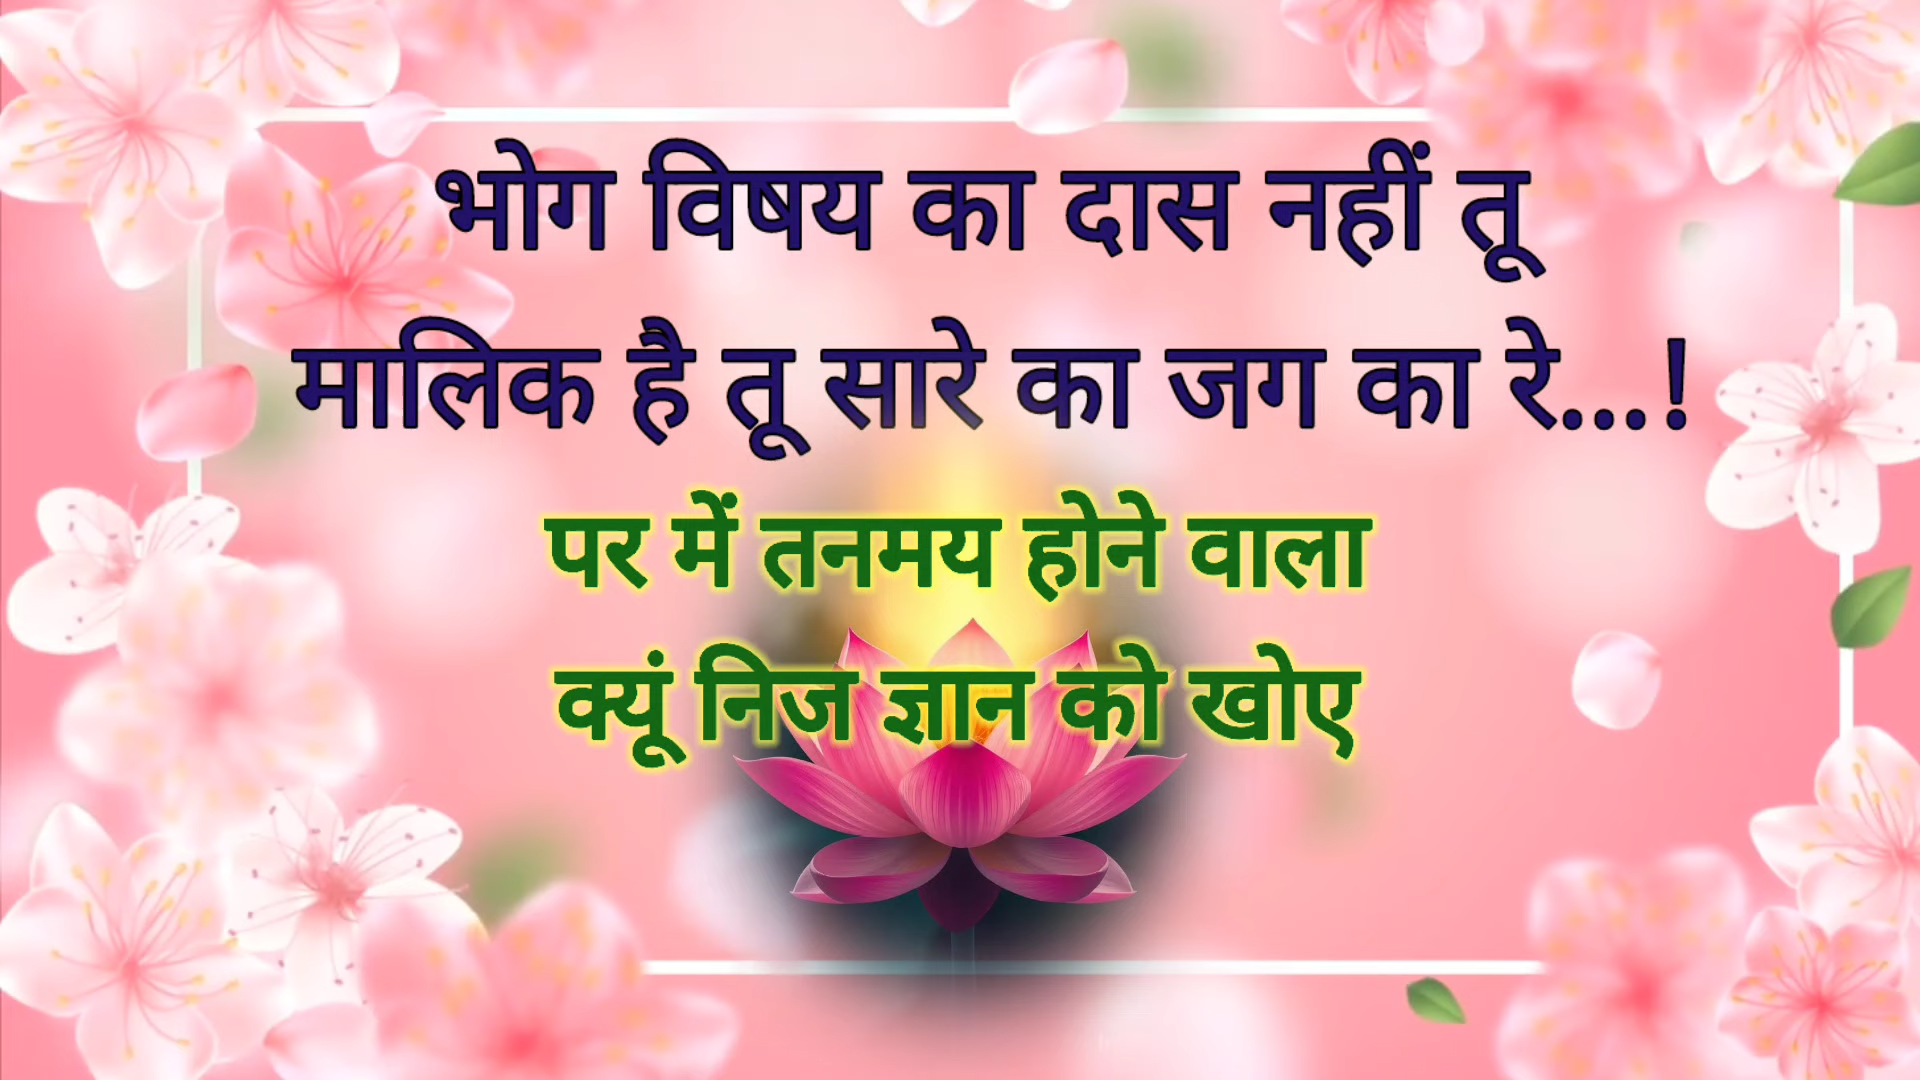 भोग विषय का दास नहीं तू
मालिक है तू सारे का जग का रे...!
पर में तनमय होने वाला
क्यूं निज ज्ञान को खोए